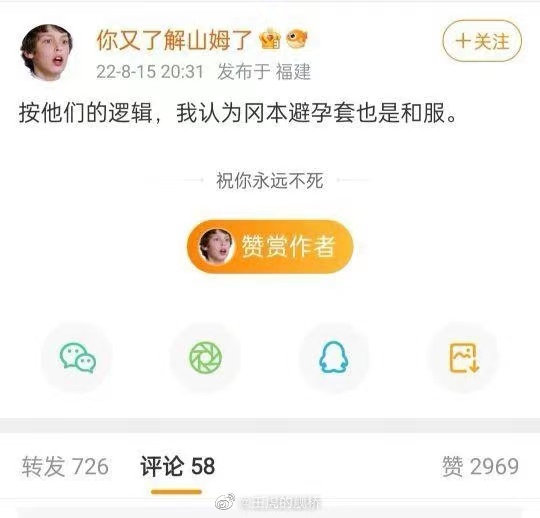 你又了解山姆了
+关注
22-8-15 20:31 发布于 福建
按他们的逻辑，我认为冈本避孕套也是和服。
祝你永远不死
赞赏作者
转发 726
评论 58
赞 2969